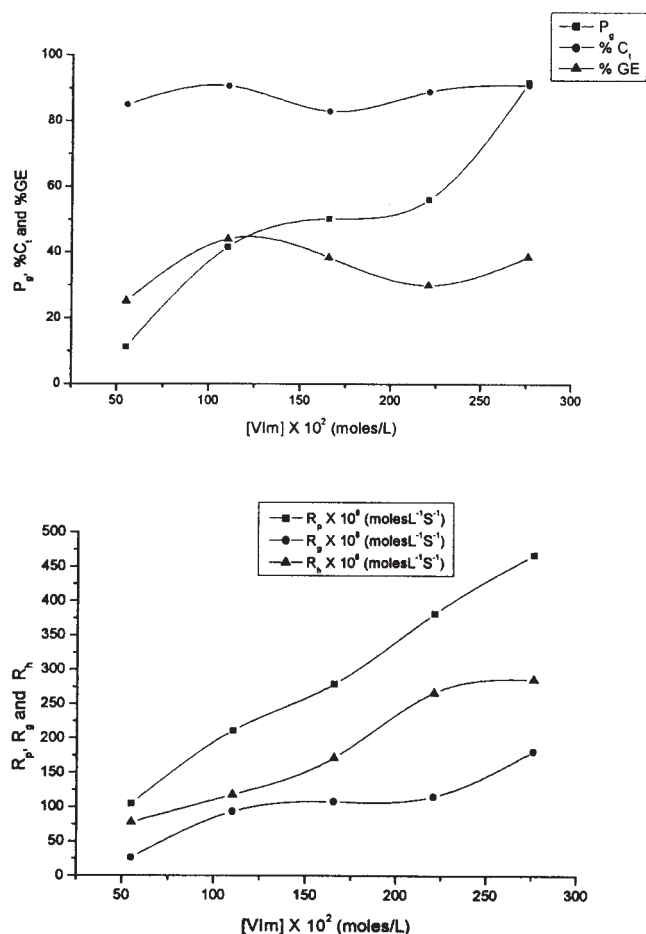 P_g
% C_t
% GE
100
80
60
40
20
0
P_g, %C_t and %GE
50 100 150 200 250 300
[VIm] X 10² (moles/L)
R_p X 10⁸ (molesL⁻¹S⁻¹)
R_g X 10⁸ (molesL⁻¹S⁻¹)
R_h X 10⁸ (molesL⁻¹S⁻¹)
500
450
400
350
300
250
200
150
100
50
0
R_p, R_g and R_h
50 100 150 200 250 300
[VIm] X 10² (moles/L)